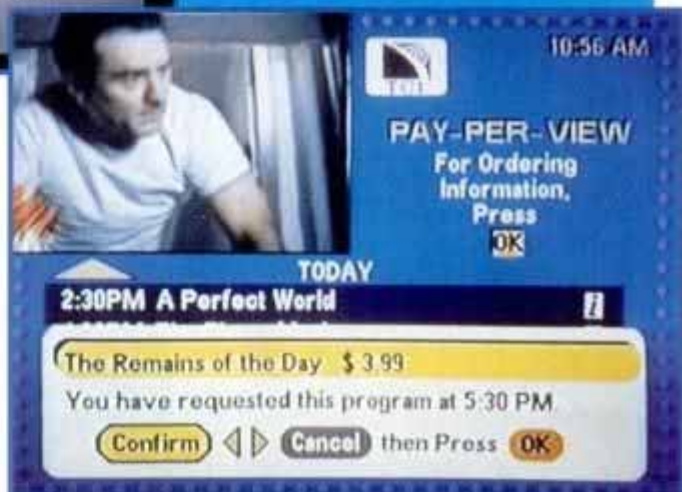 10:56 AM
PAY-PER-VIEW
For Ordering
Information,
Press
OK
TODAY
2:30PM A Perfect World i
The Remains of the Day $ 3.99
You have requested this program at 5:30 PM
Confirm Cancel then Press OK